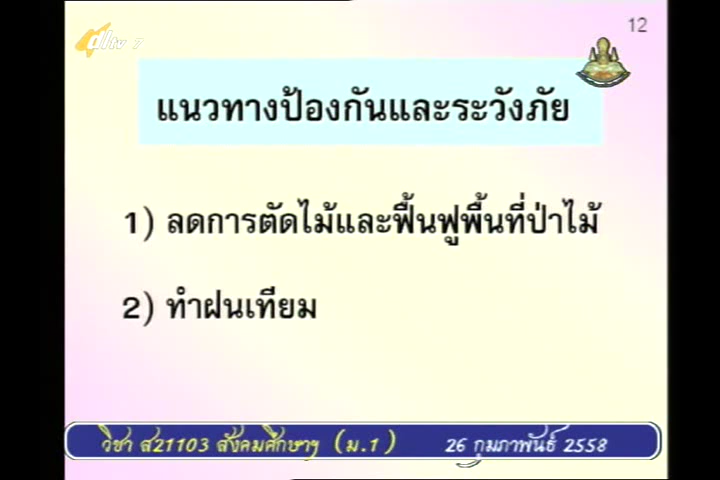 dltv 7
12
แนวทางป้องกันและระวังภัย
1) ลดการตัดไม้และฟื้นฟูพื้นที่ป่าไม้
2) ทำฝนเทียม
วิชา ส21103 สังคมศึกษาฯ (ม.1) 26 กุมภาพันธ์ 2558